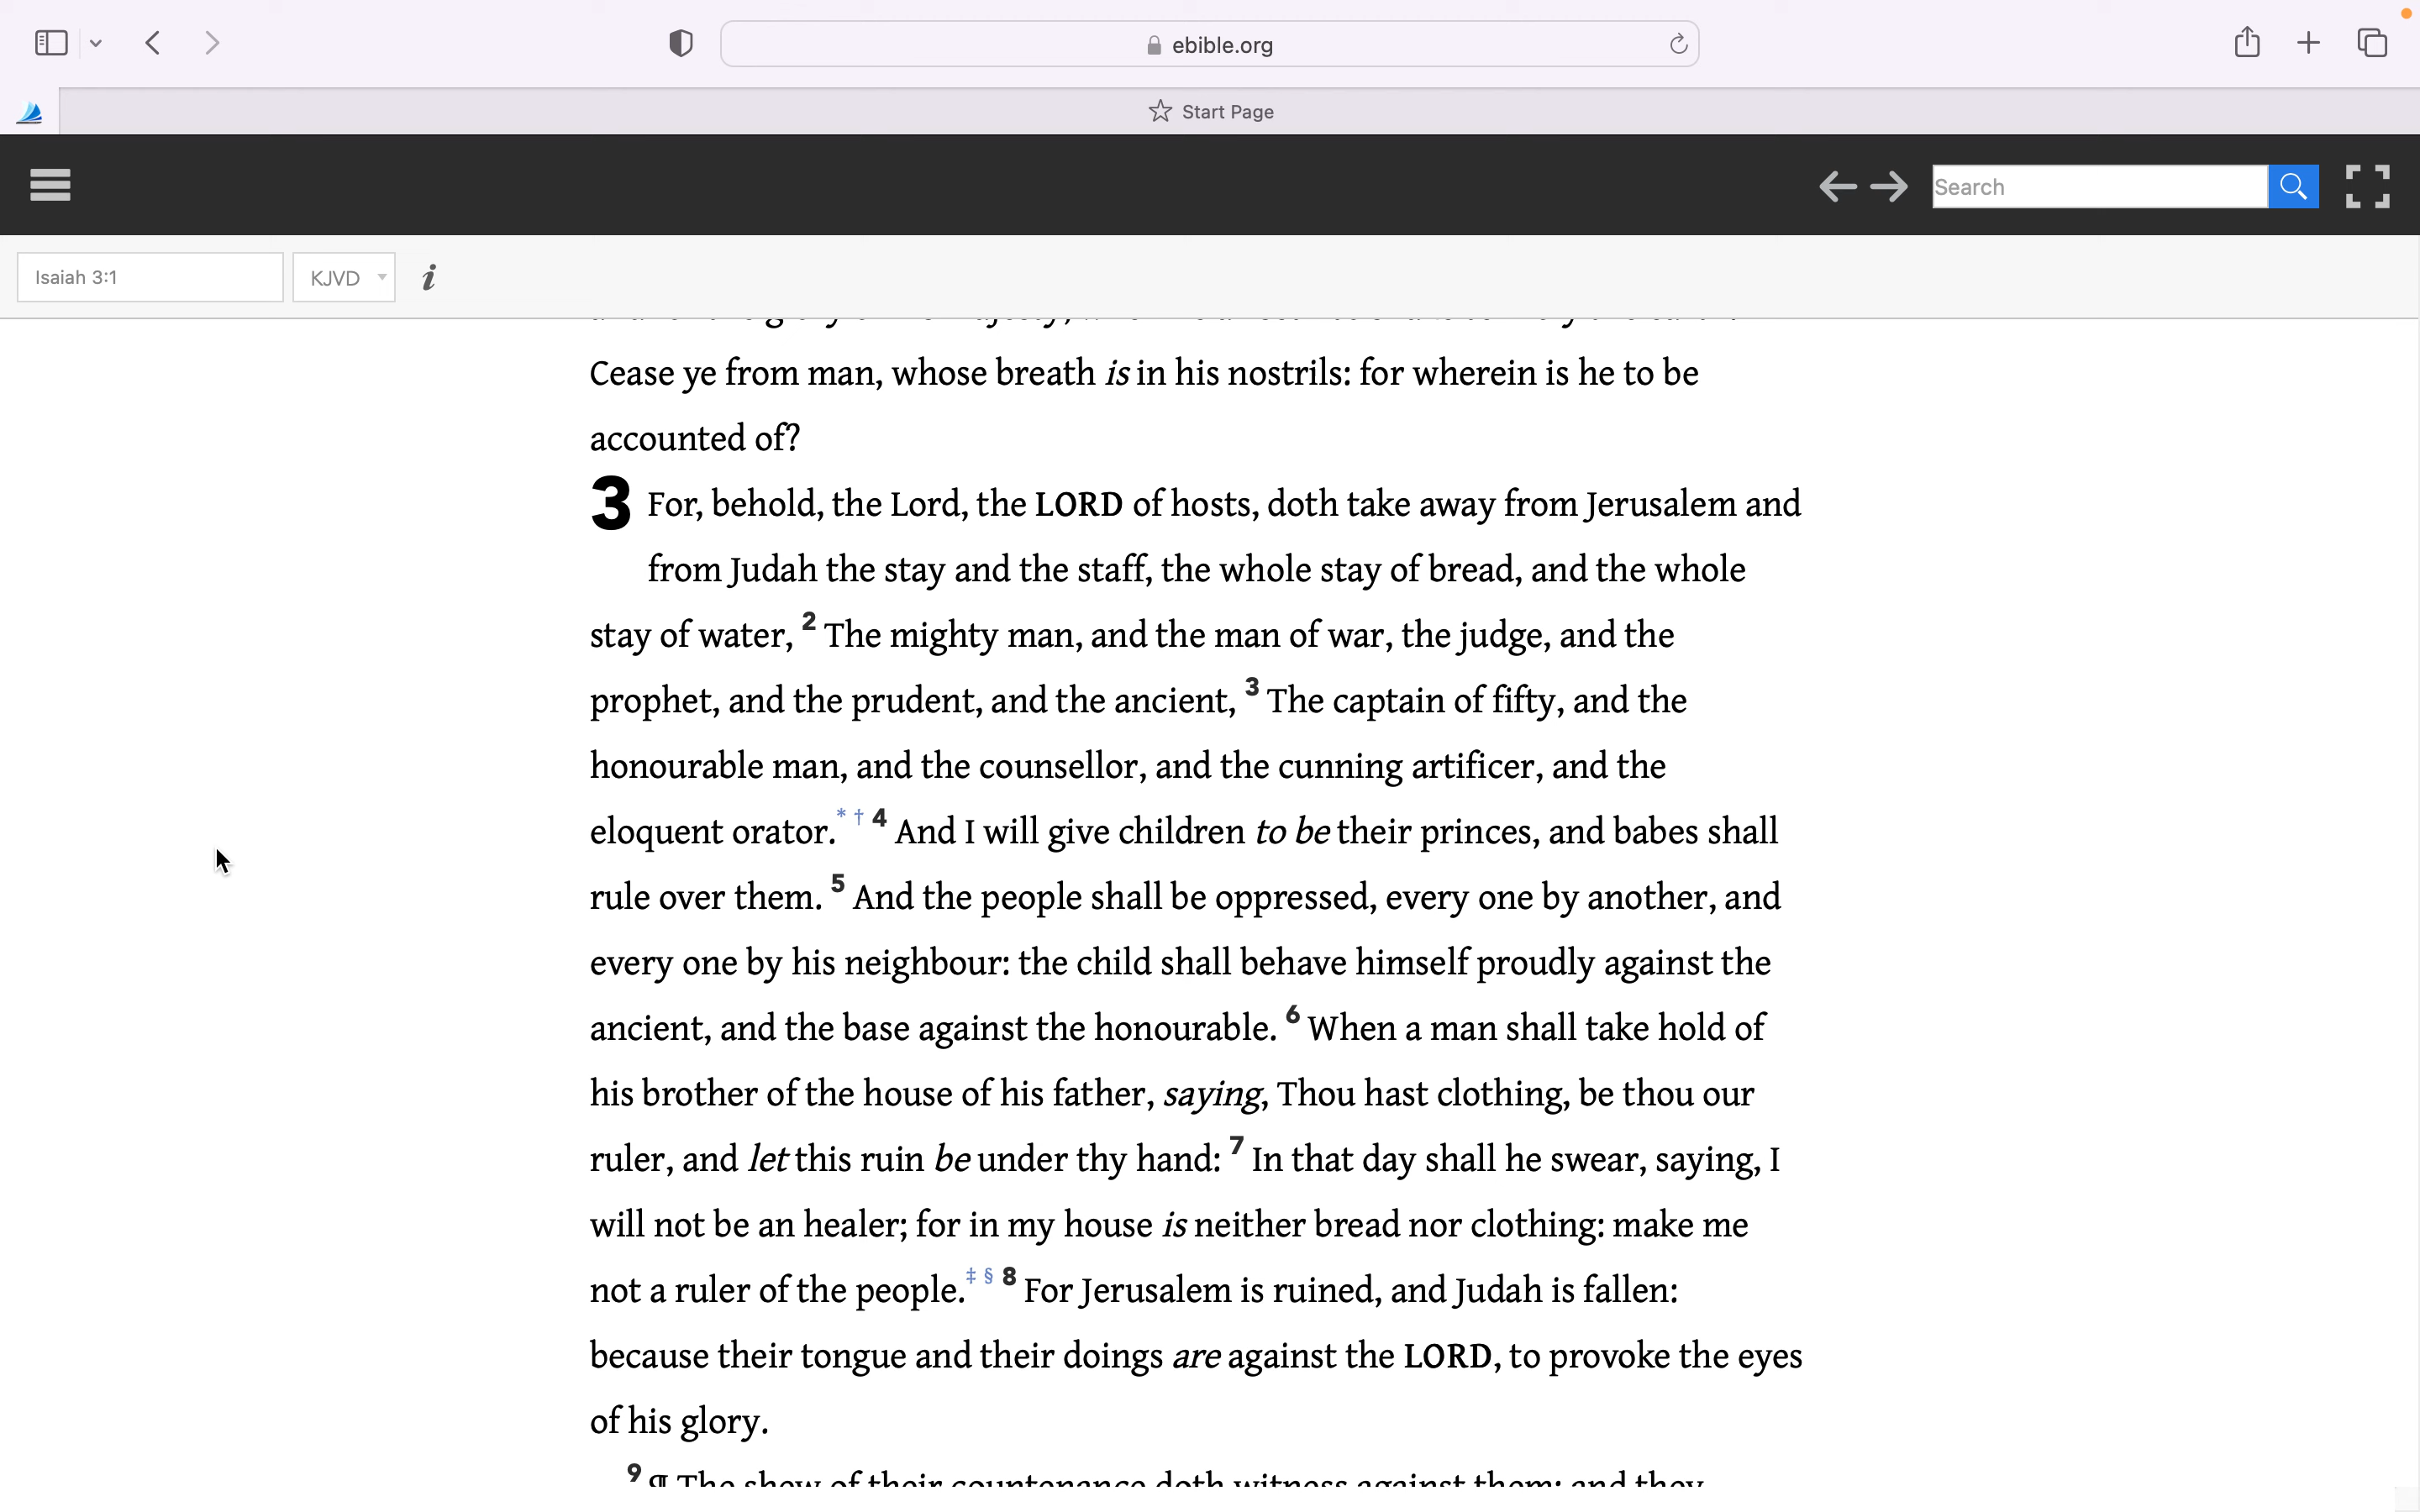 ebible.org
Start Page
Search
Isaiah 3:1
KJVD
i
Cease ye from man, whose breath is in his nostrils: for wherein is he to be
accounted of?
3 For, behold, the Lord, the LORD of hosts, doth take away from Jerusalem and
from Judah the stay and the staff, the whole stay of bread, and the whole
stay of water, 2 The mighty man, and the man of war, the judge, and the
prophet, and the prudent, and the ancient, 3 The captain of fifty, and the
honourable man, and the counsellor, and the cunning artificer, and the
eloquent orator.* † 4 And I will give children to be their princes, and babes shall
rule over them. 5 And the people shall be oppressed, every one by another, and
every one by his neighbour: the child shall behave himself proudly against the
ancient, and the base against the honourable. 6 When a man shall take hold of
his brother of the house of his father, saying, Thou hast clothing, be thou our
ruler, and let this ruin be under thy hand: 7 In that day shall he swear, saying, I
will not be an healer; for in my house is neither bread nor clothing: make me
not a ruler of the people.‡ § 8 For Jerusalem is ruined, and Judah is fallen:
because their tongue and their doings are against the LORD, to provoke the eyes
of his glory.
9 ¶ The shew of their countenance doth witness against them; and they